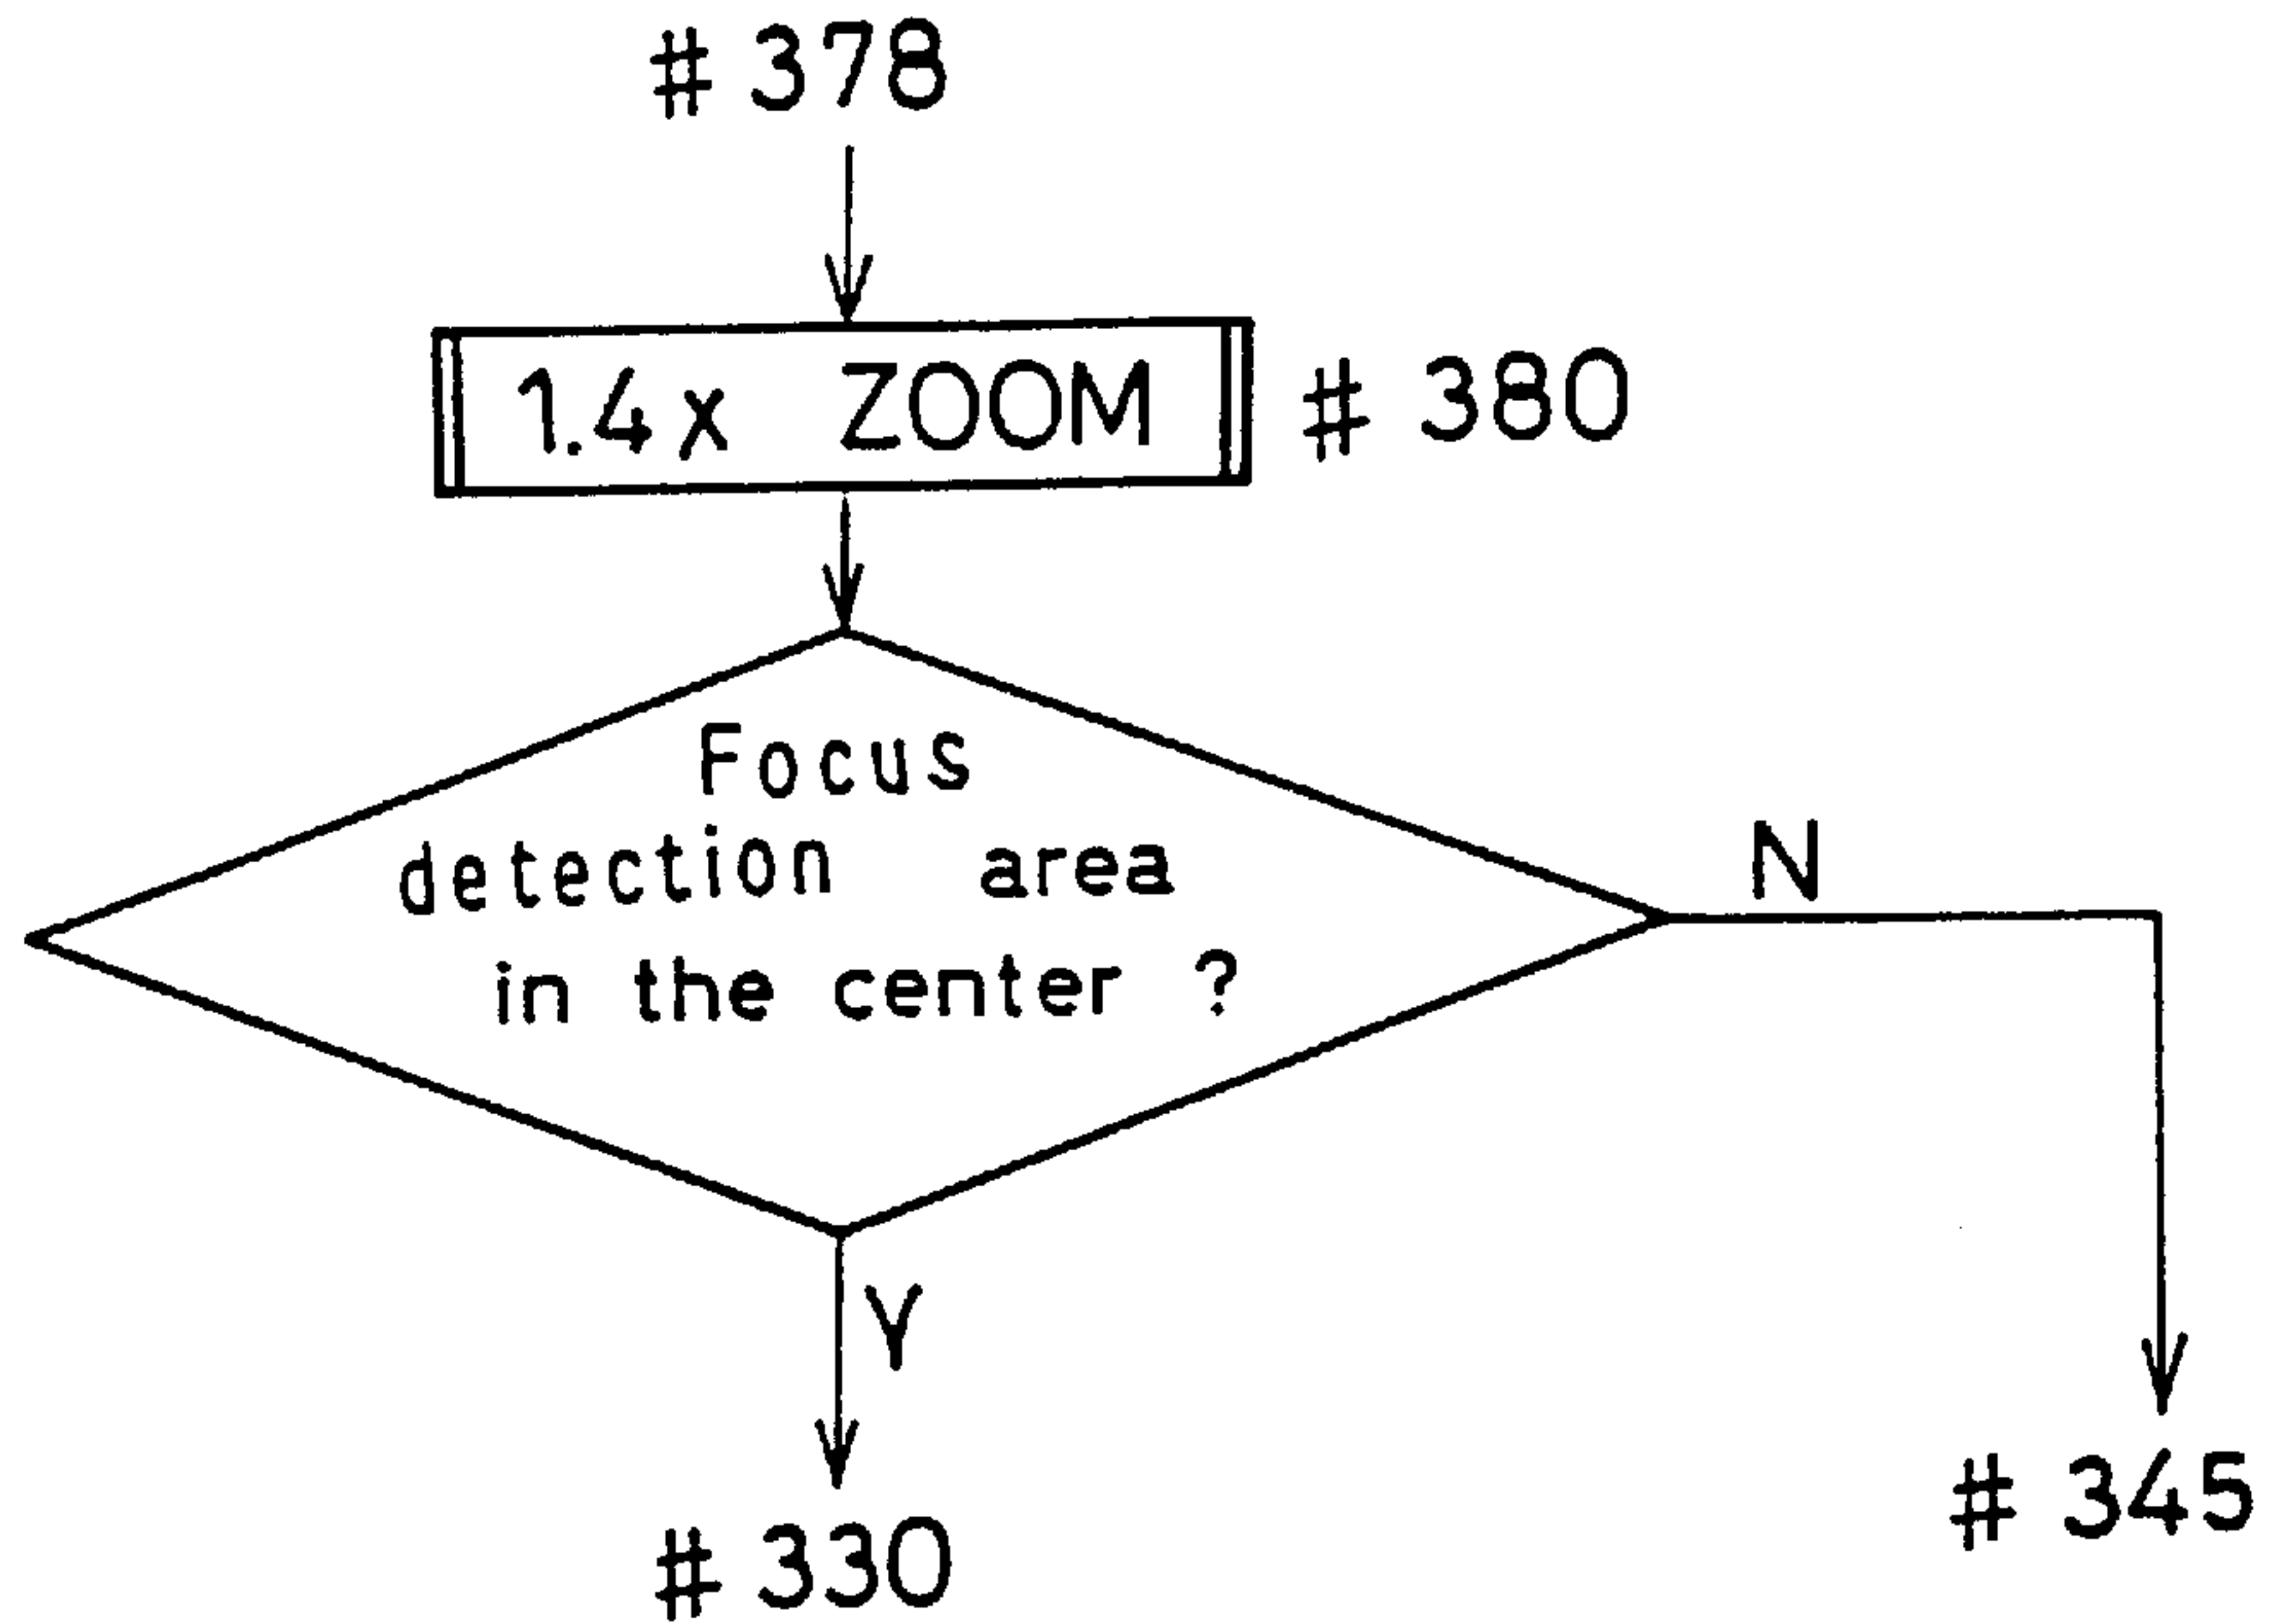 # 378
1.4x ZOOM # 380
Focus
detection area
in the center ?
N
Y
# 345
# 330